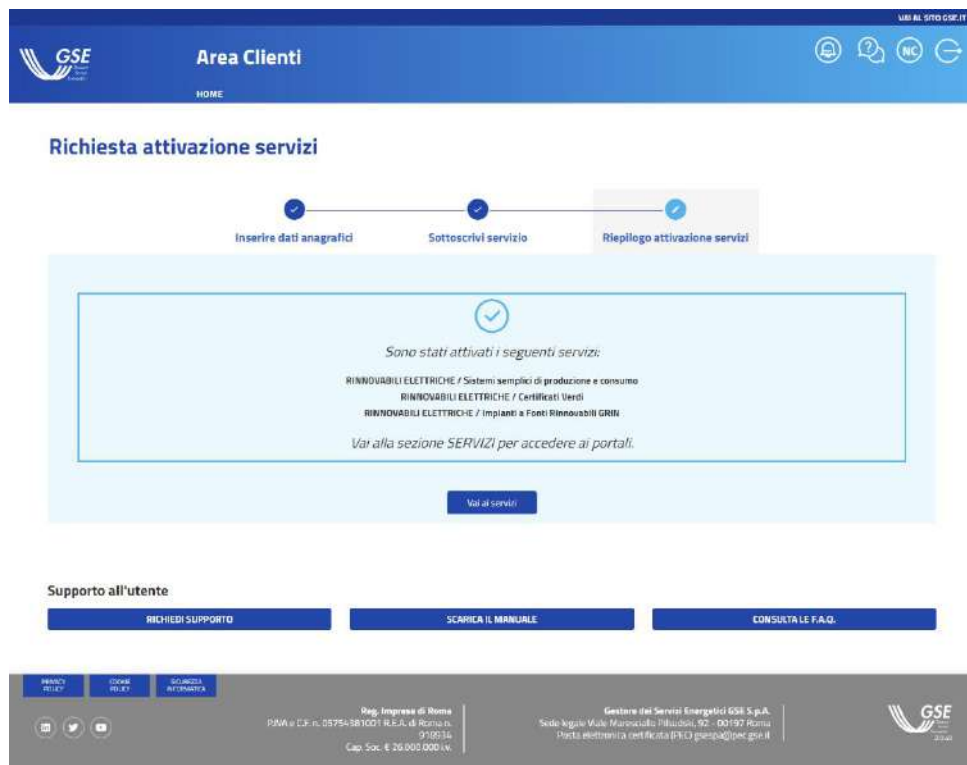 VAI AL SITO GSE.IT
GSE
Area Clienti
NC
HOME
Richiesta attivazione servizi
Inserire dati anagrafici
Sottoscrivi servizio
Riepilogo attivazione servizi
Sono stati attivati i seguenti servizi:
RINNOVABILI ELETTRICHE / Sistemi semplici di produzione e consumo
RINNOVABILI ELETTRICHE / Certificati Verdi
RINNOVABILI ELETTRICHE / Impianti a Fonti Rinnovabili GRIN
Vai alla sezione SERVIZI per accedere ai portali.
Vai ai servizi
Supporto all'utente
RICHIEDI SUPPORTO
SCARICA IL MANUALE
CONSULTA LE F.A.Q.
PRIVACY POLICY
COOKIE POLICY
SICUREZZA INFORMATICA
Reg. Imprese di Roma
P.IVA e C.F. n. 05754381001 R.E.A. di Roma n.
918934
Cap. Soc. € 26.000.000 i.v.
Gestore dei Servizi Energetici GSE S.p.A.
Sede legale Viale Maresciallo Pilsudski, 92 - 00197 Roma
Posta elettronica certificata (PEC) gsespa@pec.gse.it
GSE